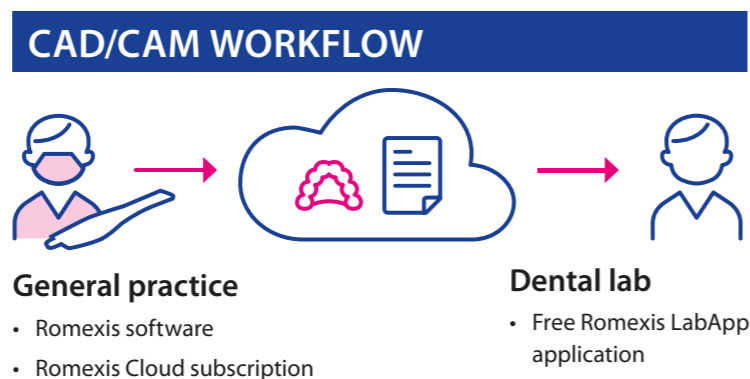 CAD/CAM WORKFLOW
General practice
• Romexis software
• Romexis Cloud subscription
Dental lab
• Free Romexis LabApp
application